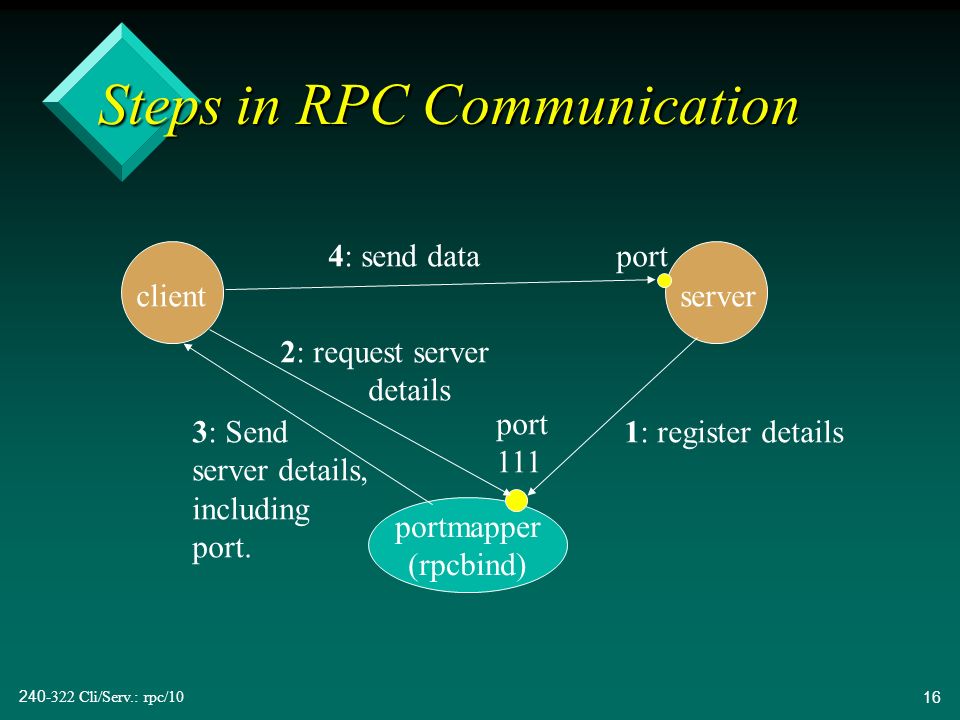 Steps in RPC Communication
4: send data
port
client
server
2: request server
details
3: Send
server details,
including
port.
port
111
1: register details
portmapper
(rpcbind)
240-322 Cli/Serv.: rpc/10
16